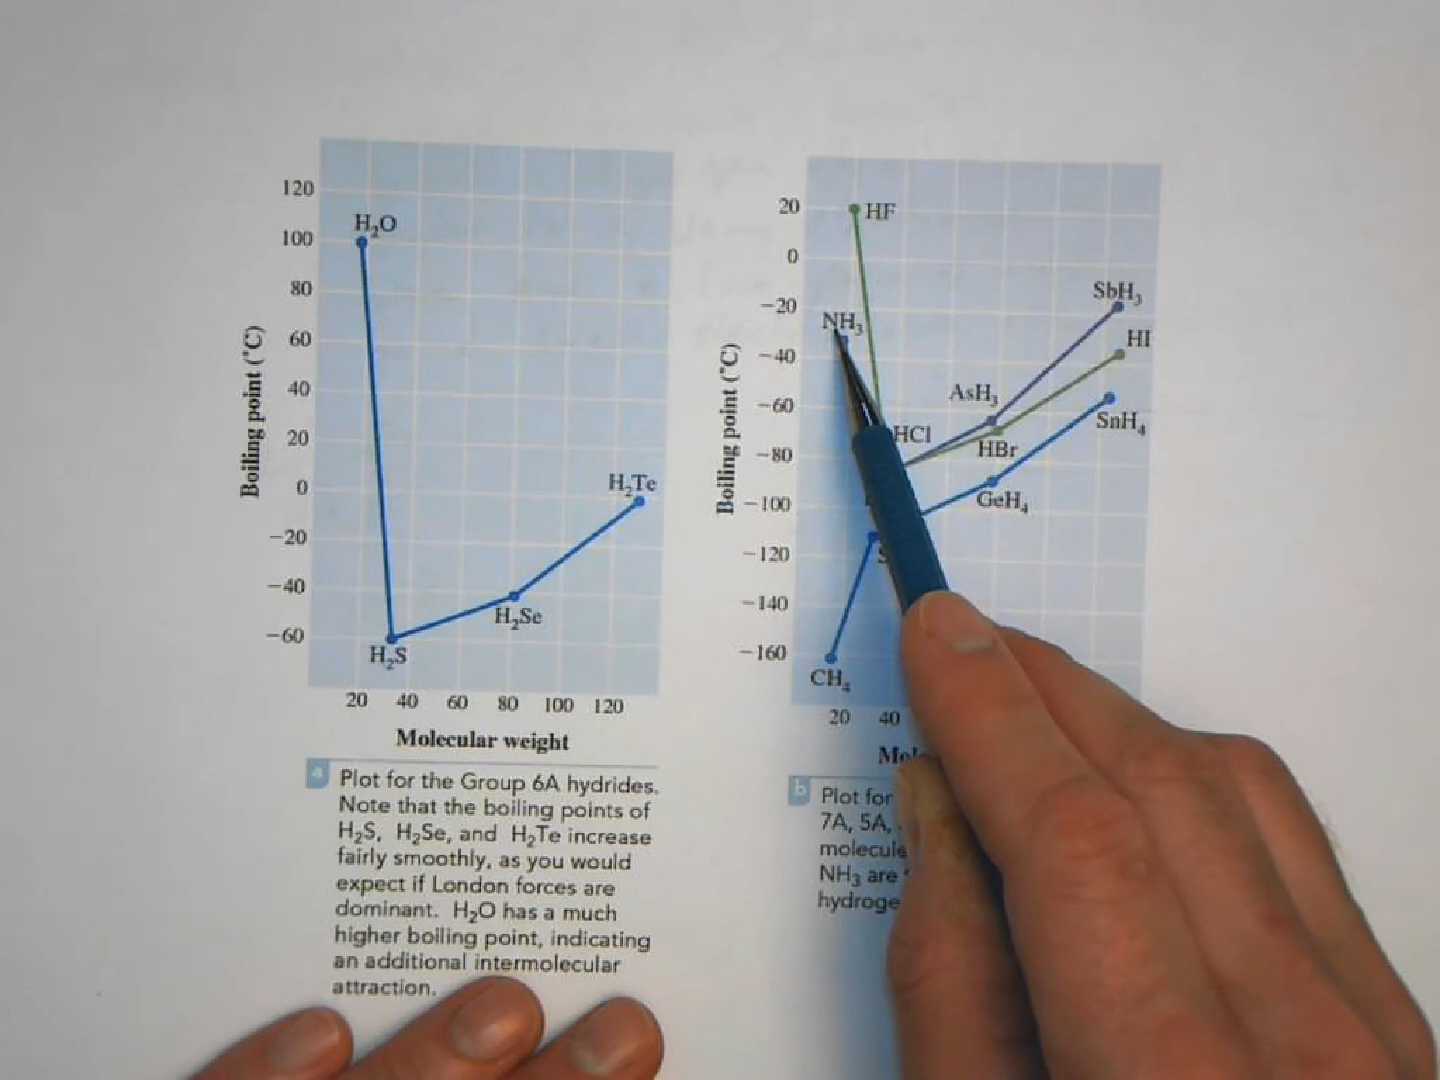 120
100
80
60
40
20
0
−20
−40
−60
H₂O
H₂Te
H₂Se
H₂S
Boiling point (°C)
20 40 60 80 100 120
Molecular weight
a Plot for the Group 6A hydrides.
Note that the boiling points of
H₂S, H₂Se, and H₂Te increase
fairly smoothly, as you would
expect if London forces are
dominant. H₂O has a much
higher boiling point, indicating
an additional intermolecular
attraction.
20
0
−20
−40
−60
−80
−100
−120
−140
−160
HF
SbH₃
NH₃
HI
AsH₃
SnH₄
HCl
HBr
GeH₄
CH₄
Boiling point (°C)
20 40
b Plot for
7A, 5A,
NH₃ are